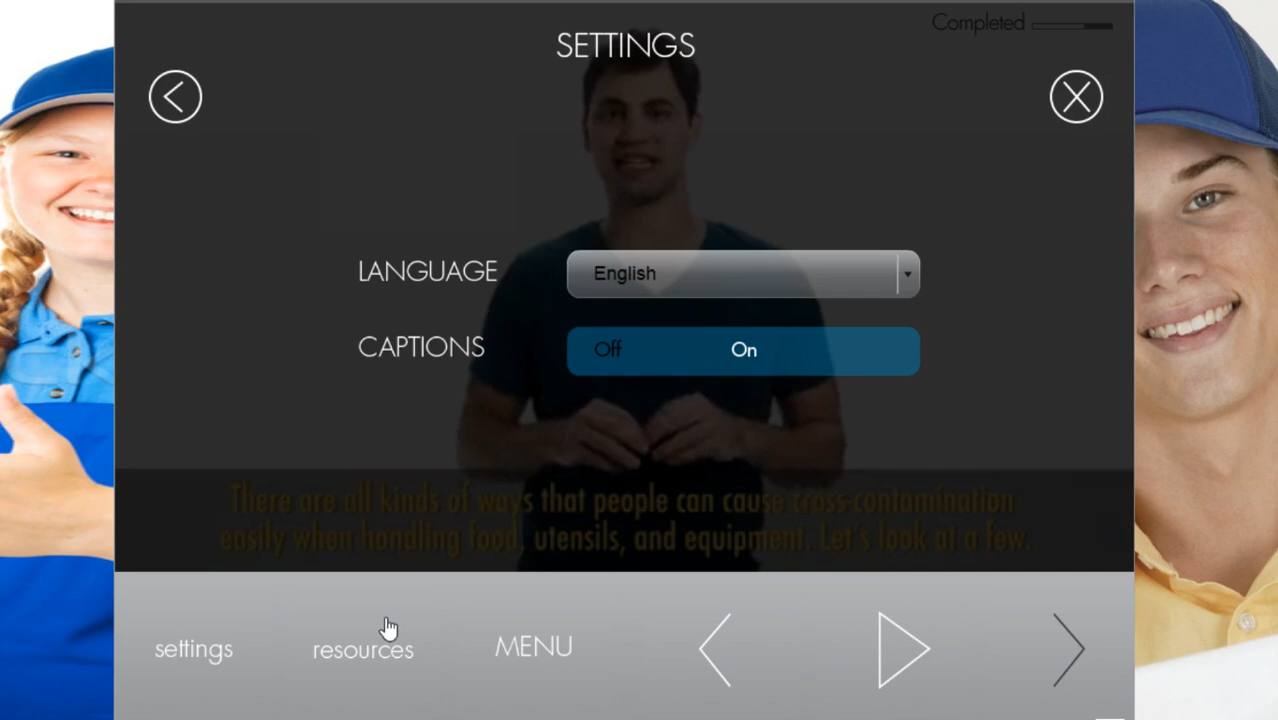 Completed
SETTINGS
LANGUAGE
English
CAPTIONS
Off
On
There are all kinds of ways that people can cause cross-contamination
easily when handling food, utensils, and equipment. Let's look at a few.
settings
resources
MENU